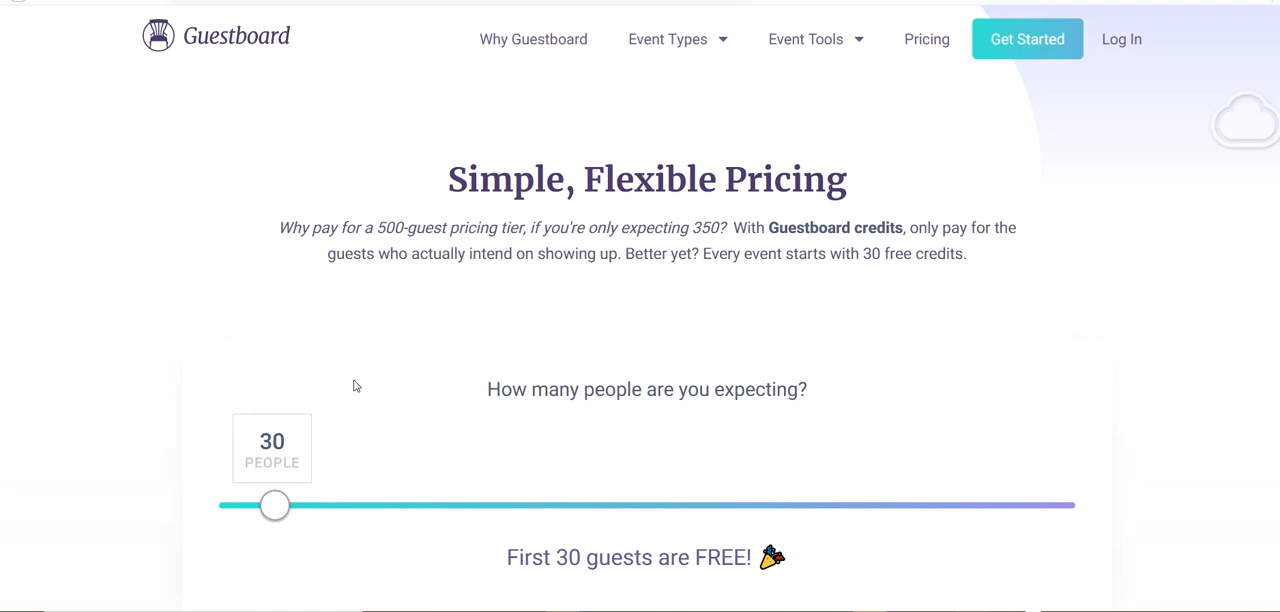 Guestboard
Why Guestboard
Event Types
Event Tools
Pricing
Get Started
Log In
Simple, Flexible Pricing
Why pay for a 500-guest pricing tier, if you're only expecting 350? With Guestboard credits, only pay for the
guests who actually intend on showing up. Better yet? Every event starts with 30 free credits.
How many people are you expecting?
30
PEOPLE
First 30 guests are FREE! 🎉